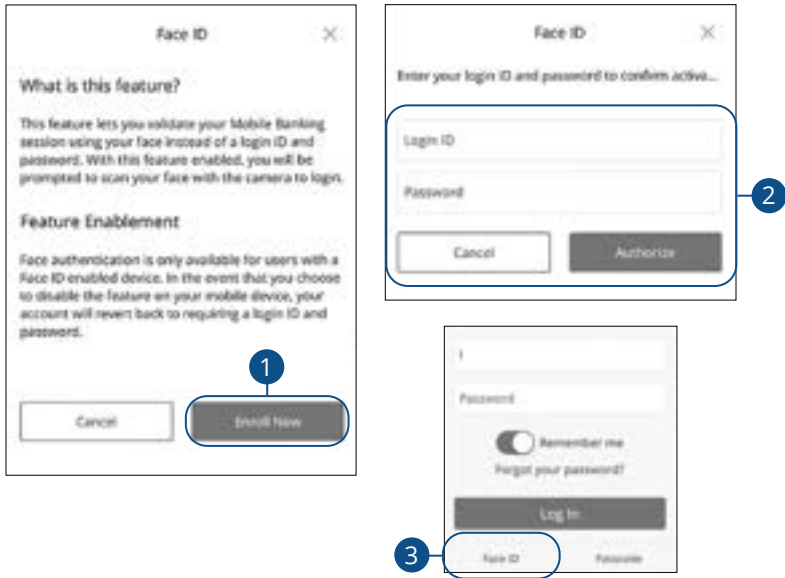 Face ID
What is this feature?
This feature lets you validate your Mobile Banking
session using your face instead of a login ID and
password. With this feature enabled, you will be
prompted to scan your face with the camera to login.
Feature Enablement
Face authentication is only available for users with a
Face ID enabled device. In the event that you choose
to disable the feature on your mobile device, your
account will revert back to requiring a login ID and
password.
1
Cancel
Enroll Now
Face ID
Enter your login ID and password to confirm activa...
Login ID
Password
2
Cancel
Authorize
Password
Remember me
Forgot your password?
Log In
3
Face ID
Passcode